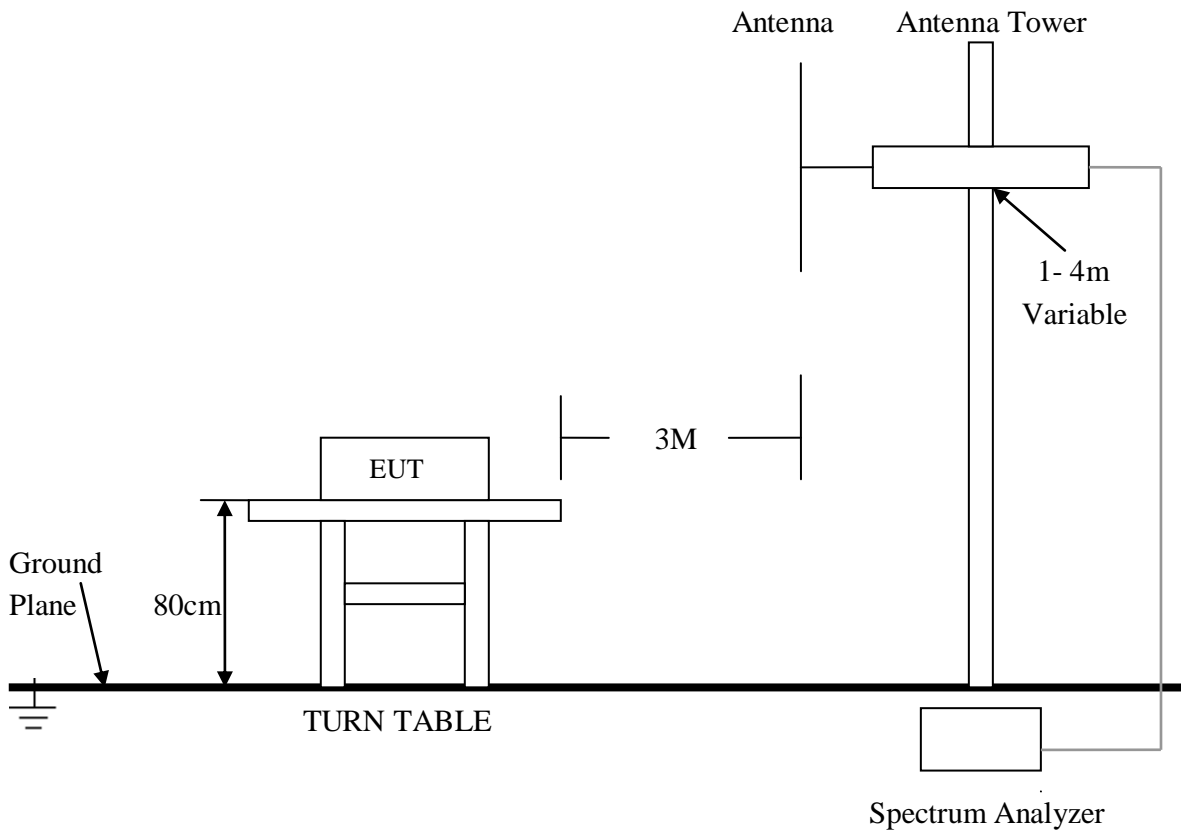 Antenna
Antenna Tower
1- 4m
Variable
3M
EUT
Ground
Plane
80cm
TURN TABLE
Spectrum Analyzer